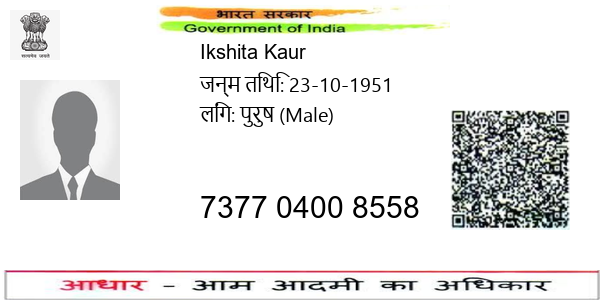 भारत सरकार
Government of India
सत्यमेव जयते
Ikshita Kaur
जन्म तिथि: 23-10-1951
लिंग: पुरुष (Male)
7377 0400 8558
आधार - आम आदमी का अधिकार